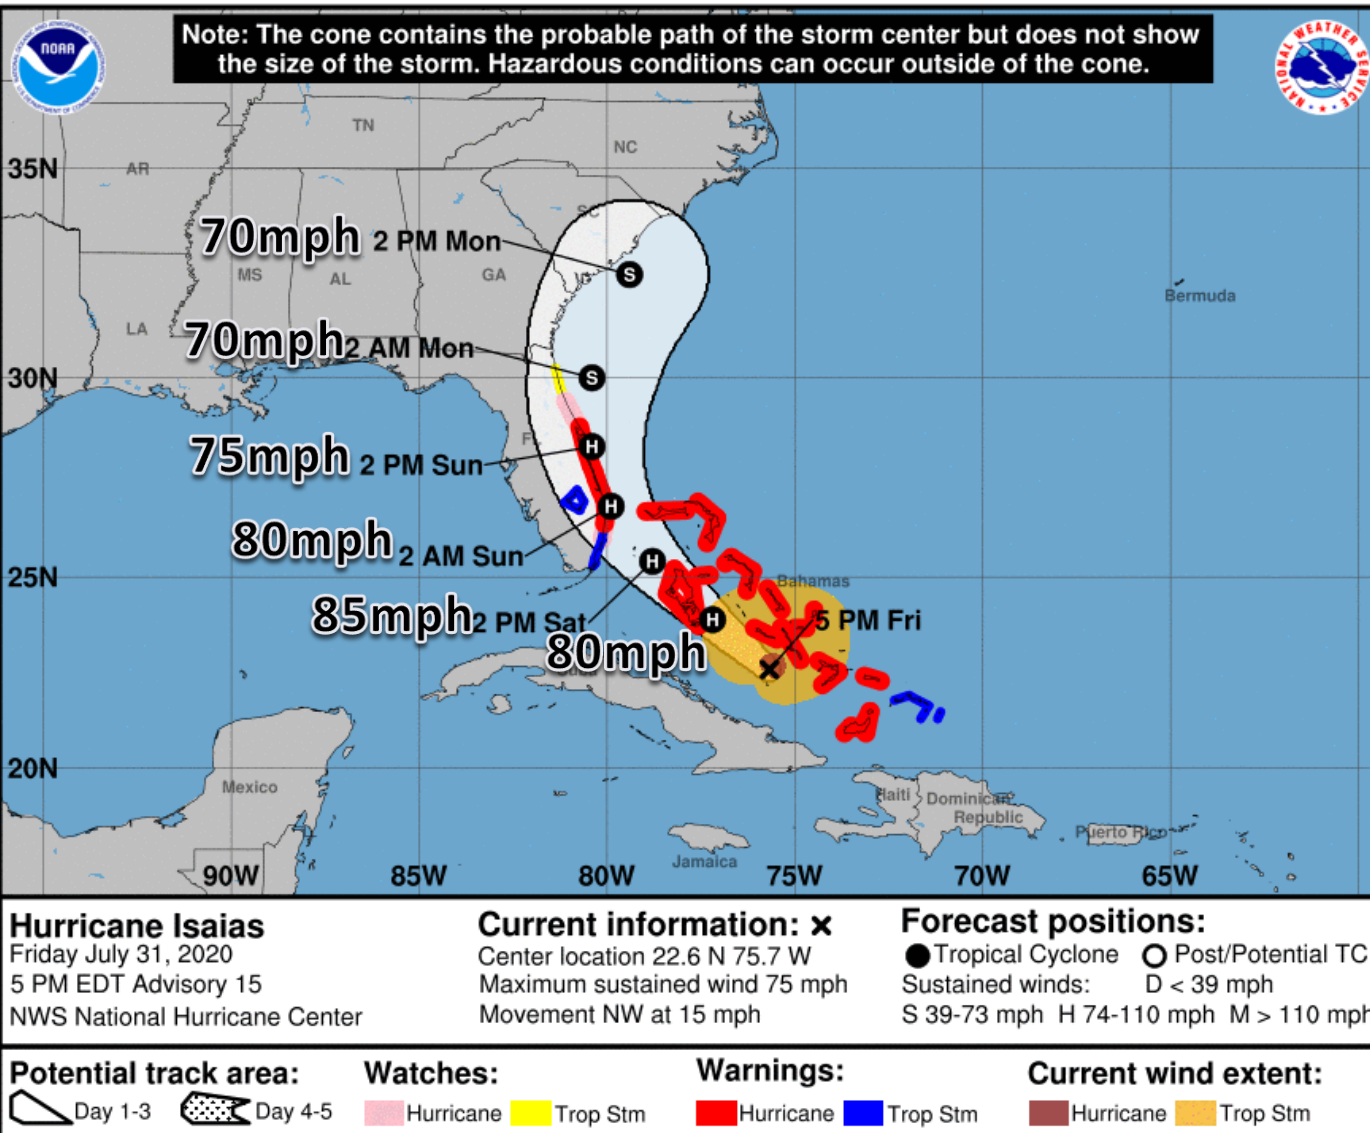 Note: The cone contains the probable path of the storm center but does not show
the size of the storm. Hazardous conditions can occur outside of the cone.
NOAA
NATIONAL WEATHER SERVICE
TN
NC
AR
35N
SC
70mph 2 PM Mon
S
MS
AL
GA
Bermuda
LA
70mph 2 AM Mon
30N
S
H
75mph 2 PM Sun
80mph 2 AM Sun
H
H
25N
Bahamas
85mph 2 PM Sat
H
5 PM Fri
80mph
20N
Mexico
Haiti
Dominican
Republic
Puerto Rico
Jamaica
90W 85W 80W 75W 70W 65W
Hurricane Isaias
Friday July 31, 2020
5 PM EDT Advisory 15
NWS National Hurricane Center
Current information: x
Center location 22.6 N 75.7 W
Maximum sustained wind 75 mph
Movement NW at 15 mph
Forecast positions:
Tropical Cyclone Post/Potential TC
Sustained winds: D < 39 mph
S 39-73 mph H 74-110 mph M > 110 mph
Potential track area:
Day 1-3 Day 4-5
Watches:
Hurricane Trop Stm
Warnings:
Hurricane Trop Stm
Current wind extent:
Hurricane Trop Stm